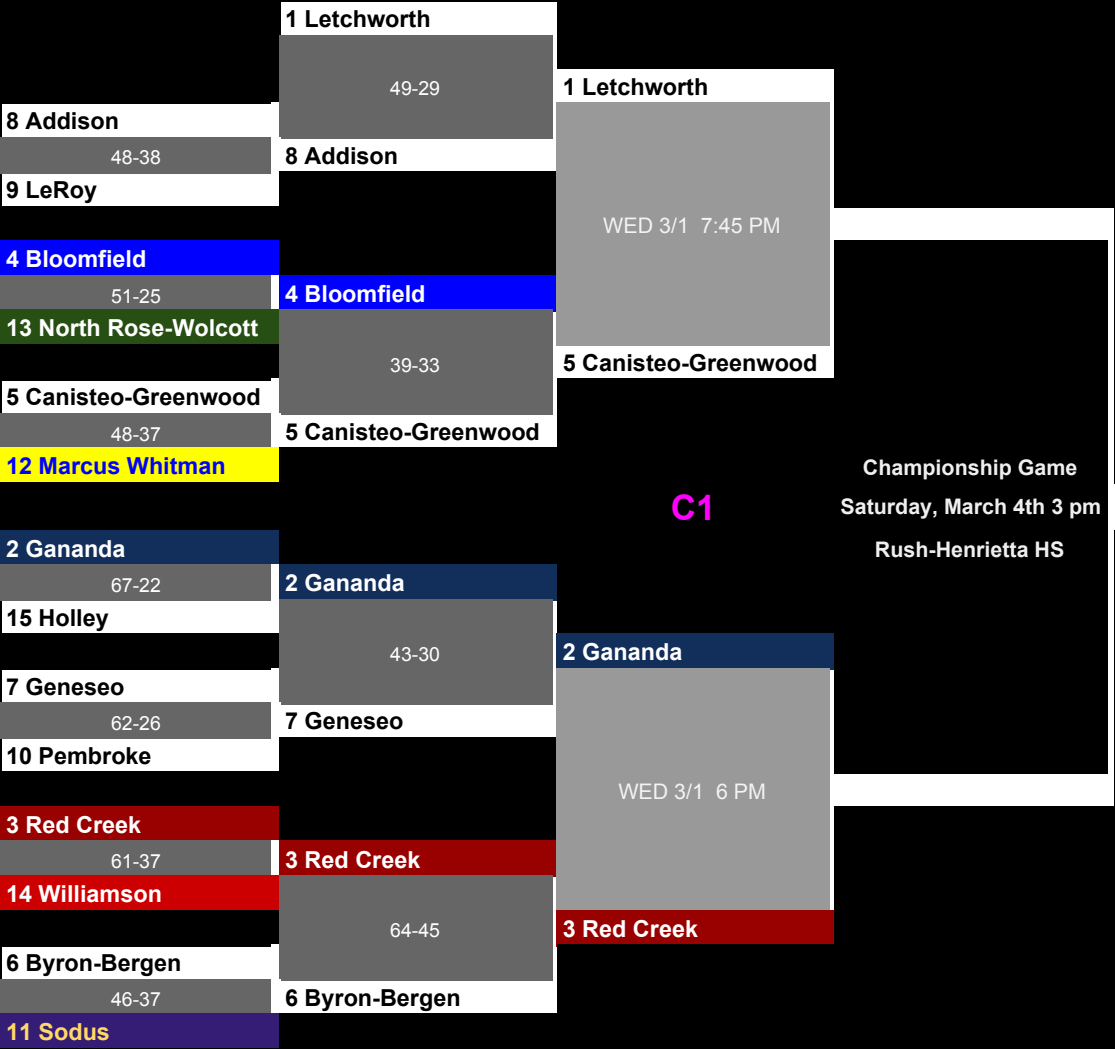 1 Letchworth
49-29
1 Letchworth
8 Addison
48-38
8 Addison
9 LeRoy
WED 3/1 7:45 PM
4 Bloomfield
51-25
4 Bloomfield
13 North Rose-Wolcott
39-33
5 Canisteo-Greenwood
5 Canisteo-Greenwood
48-37
5 Canisteo-Greenwood
12 Marcus Whitman
Championship Game
C1
Saturday, March 4th 3 pm
Rush-Henrietta HS
2 Gananda
67-22
2 Gananda
15 Holley
43-30
2 Gananda
7 Geneseo
62-26
7 Geneseo
10 Pembroke
WED 3/1 6 PM
3 Red Creek
61-37
3 Red Creek
14 Williamson
64-45
3 Red Creek
6 Byron-Bergen
46-37
6 Byron-Bergen
11 Sodus